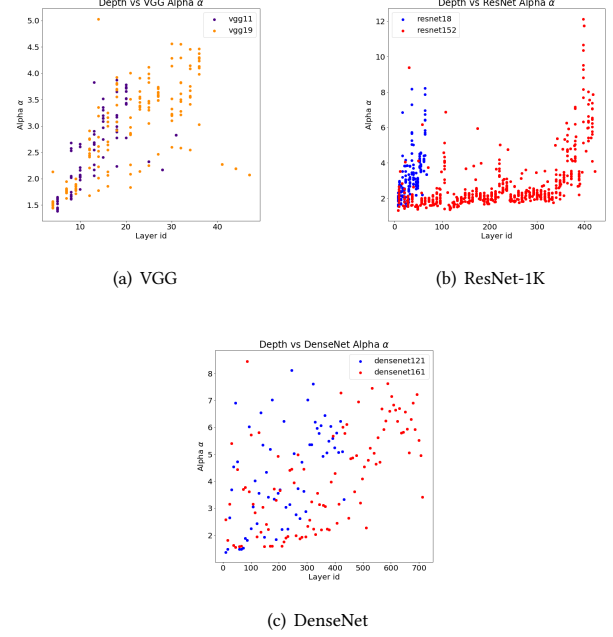 Depth vs VGG Alpha α
vgg11
vgg19
5.0
4.5
4.0
3.5
3.0
2.5
2.0
1.5
Alpha α
10
20
30
40
Layer id
(a) VGG
Depth vs ResNet Alpha α
resnet18
resnet152
12
10
8
6
4
2
Alpha α
0
100
200
300
400
Layer id
(b) ResNet-1K
Depth vs DenseNet Alpha α
densenet121
densenet161
8
7
6
5
4
3
2
Alpha α
0
100
200
300
400
500
600
700
Layer id
(c) DenseNet